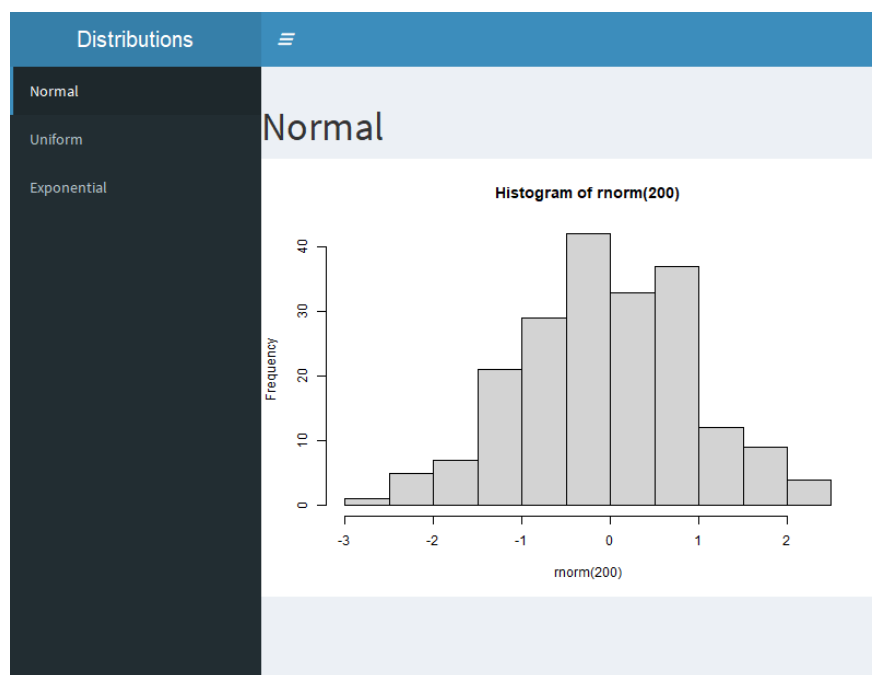 Distributions
Normal
Uniform
Exponential
Normal
Histogram of rnorm(200)
Frequency
40
30
20
10
0
-3 -2 -1 0 1 2
rnorm(200)